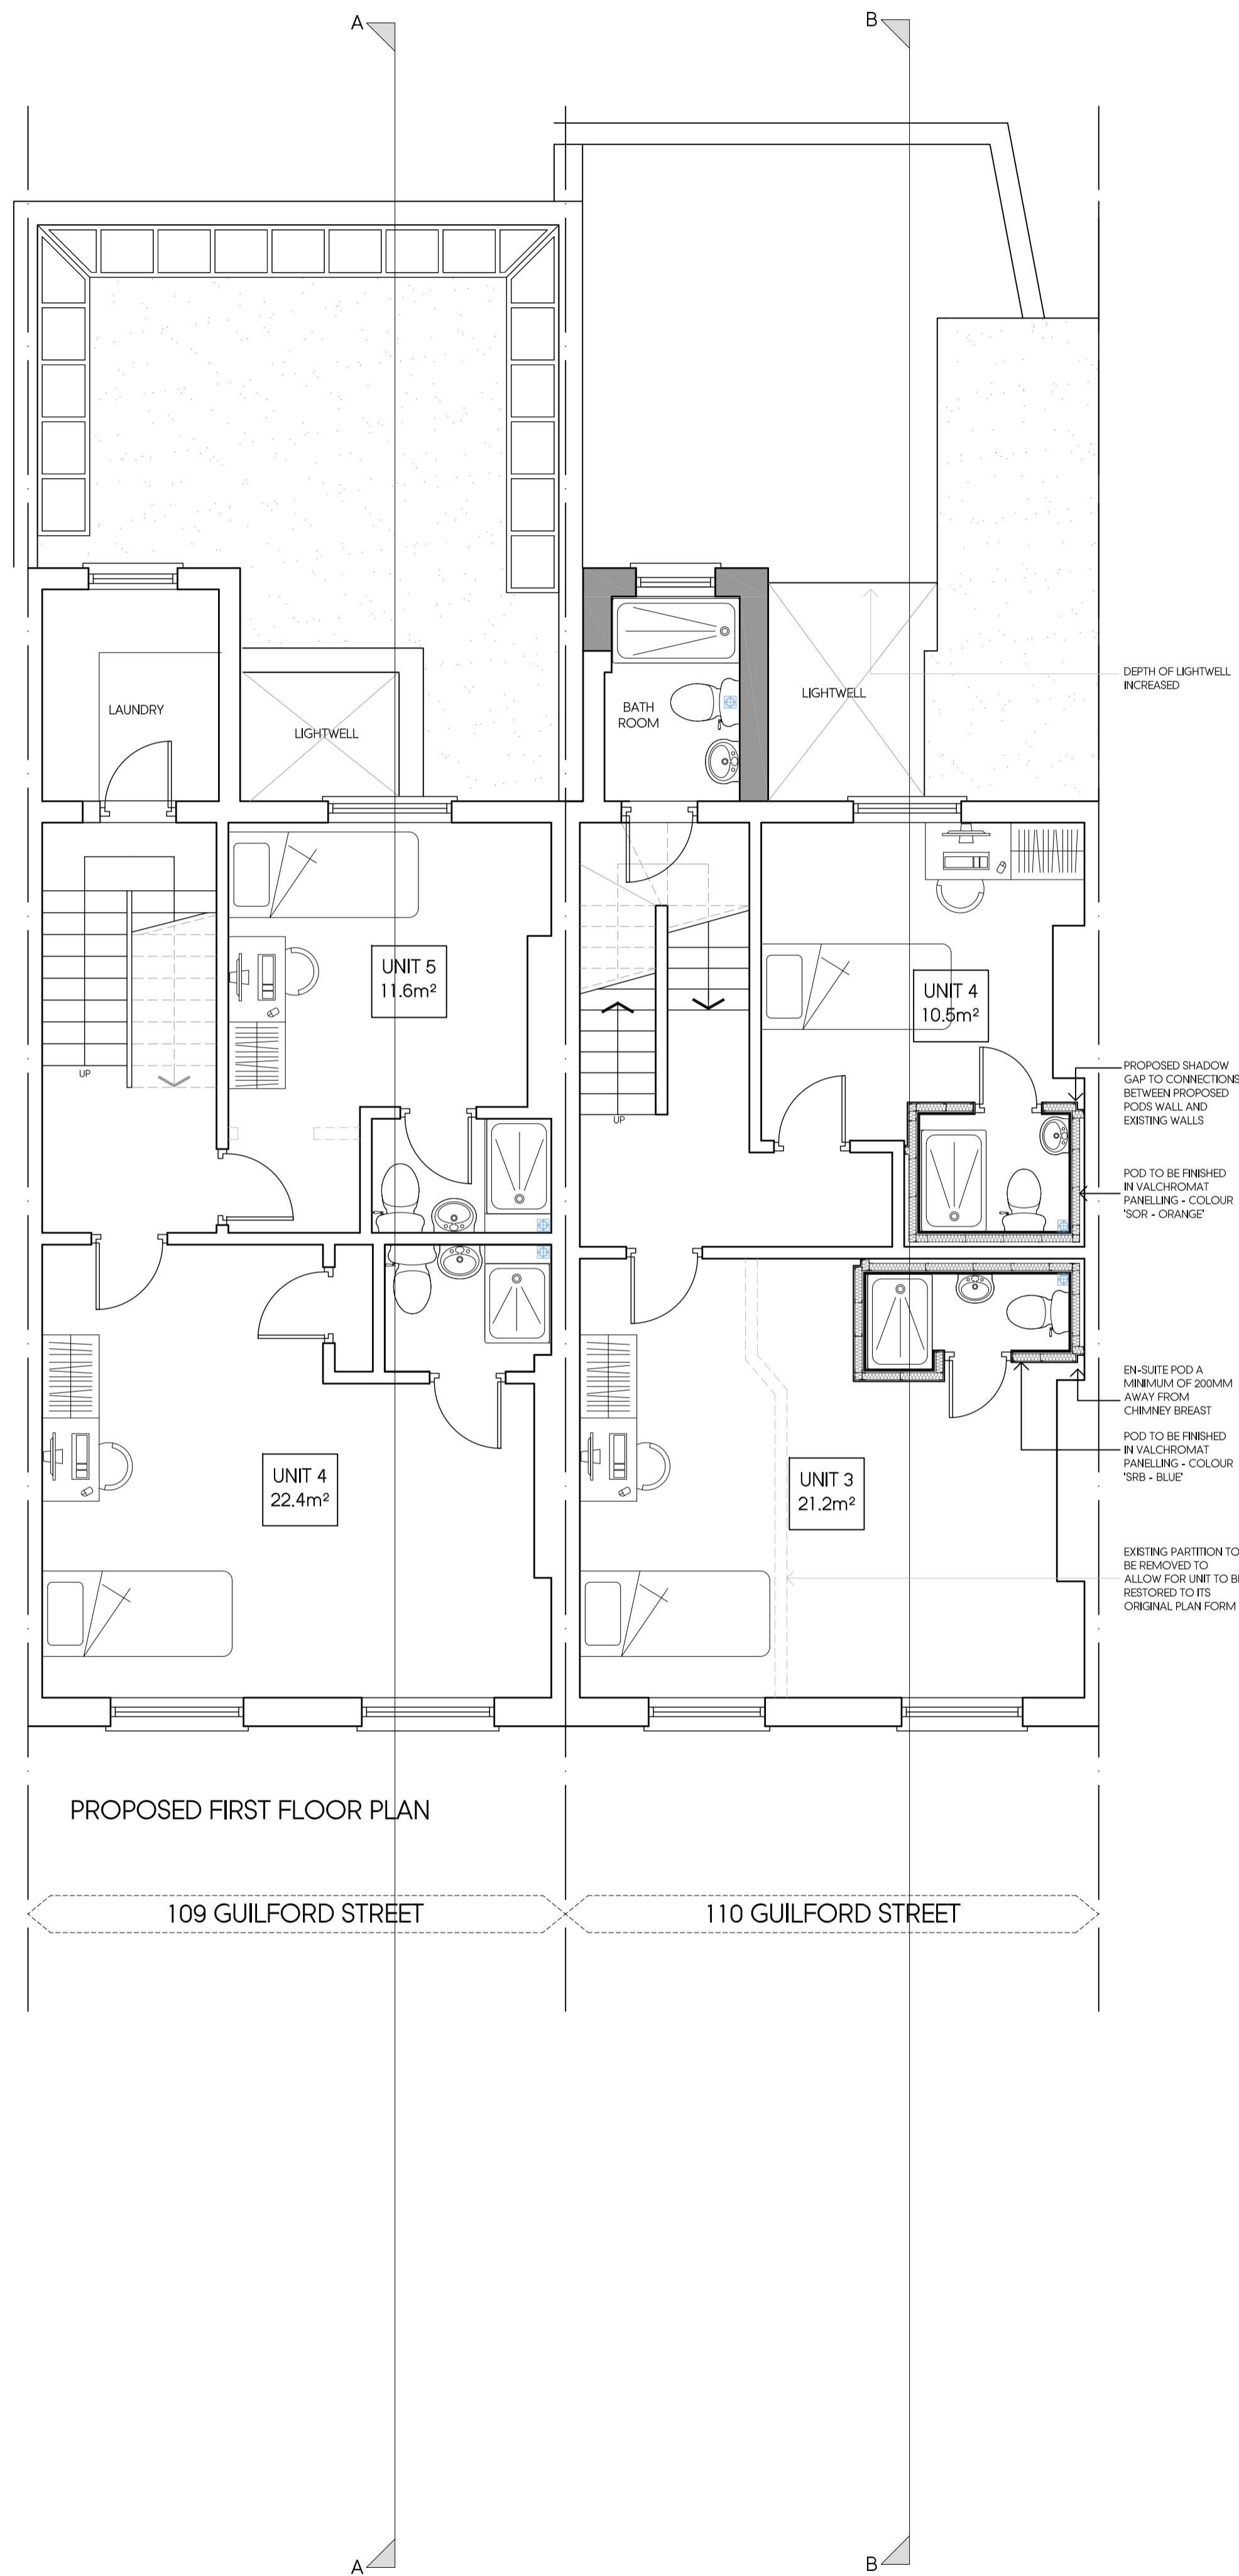 A
B
DEPTH OF LIGHTWELL
INCREASED
LAUNDRY
LIGHTWELL
BATH
ROOM
LIGHTWELL
UNIT 5
11.6m²
UNIT 4
10.5m²
UP
UP
PROPOSED SHADOW
GAP TO CONNECTIONS
BETWEEN PROPOSED
PODS WALL AND
EXISTING WALLS
POD TO BE FINISHED
IN VALCHROMAT
PANELLING - COLOUR
'SOR - ORANGE'
EN-SUITE POD A
MINIMUM OF 200MM
AWAY FROM
CHIMNEY BREAST
POD TO BE FINISHED
IN VALCHROMAT
PANELLING - COLOUR
'SRB - BLUE'
UNIT 4
22.4m²
UNIT 3
21.2m²
EXISTING PARTITION TO
BE REMOVED TO
ALLOW FOR UNIT TO BE
RESTORED TO ITS
ORIGINAL PLAN FORM
PROPOSED FIRST FLOOR PLAN
109 GUILFORD STREET
110 GUILFORD STREET
A
B